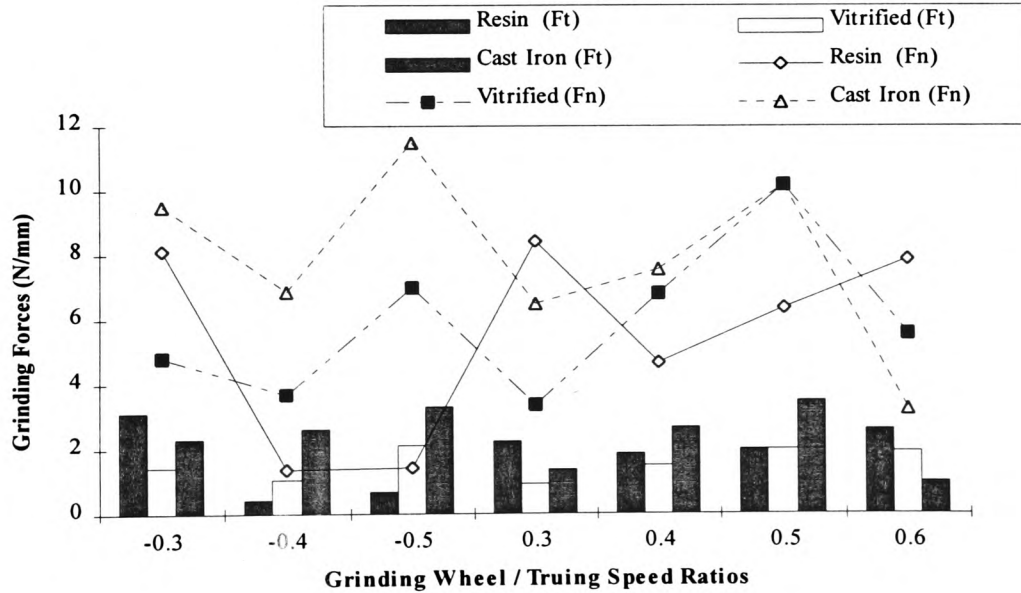 Resin (Ft) Vitrified (Ft)
Cast Iron (Ft) Resin (Fn)
Vitrified (Fn) Cast Iron (Fn)
12
10
8
6
4
2
0
Grinding Forces (N/mm)
-0.3 -0.4 -0.5 0.3 0.4 0.5 0.6
Grinding Wheel / Truing Speed Ratios